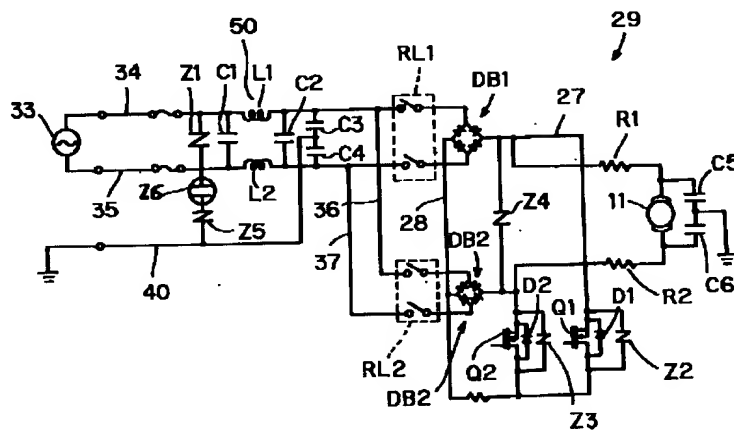 50
29
34
Z1
C1
L1
C2
RL1
DB1
27
R1
33
C3
C4
C5
35
Z6
L2
36
28
Z4
11
Z5
37
DB2
D2
Q1
D1
R2
C6
40
Q2
RL2
DB2
Z3
Z2